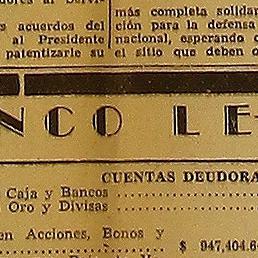 más completa solidar
ción para la defensa
s acuerdos del
al Presidente
patentizarle su
nacional, esperando q
el sitio que deben o
NCO LE
CUENTAS DEUDORA
Caja y Bancos
Oro y Divisas
en Acciones, Bonos y
$ 947,404.6